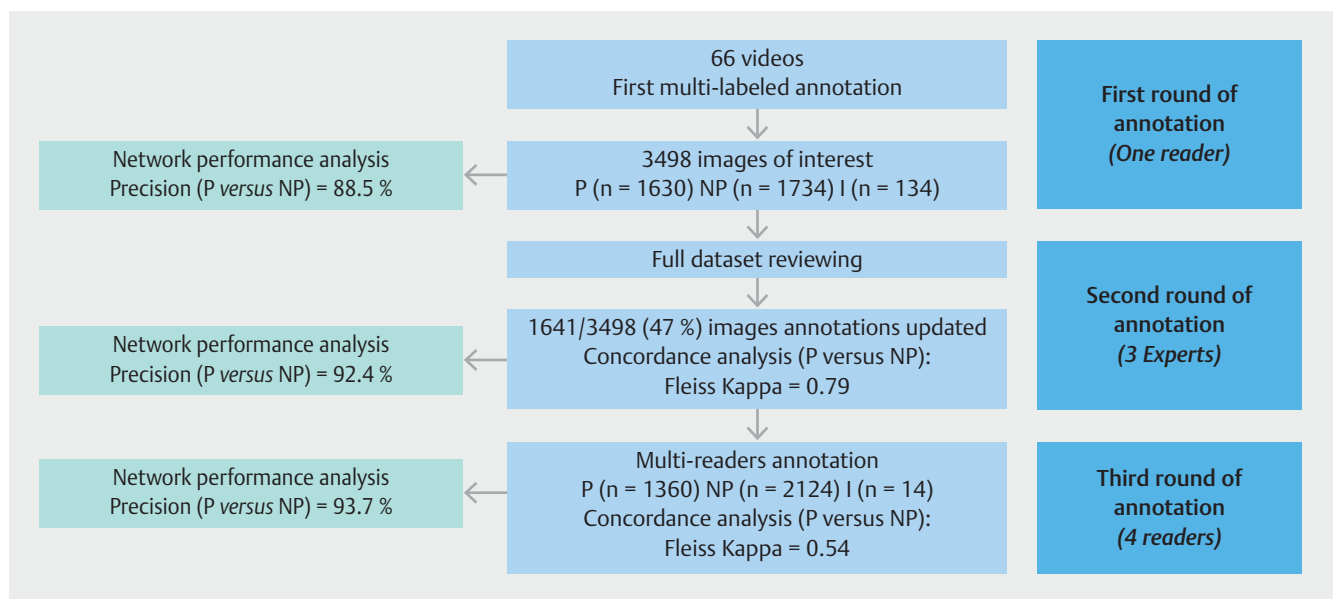 66 videos
First multi-labeled annotation
First round of
annotation
(One reader)
Network performance analysis
Precision (P versus NP) = 88.5 %
3498 images of interest
P (n = 1630) NP (n = 1734) I (n = 134)
Full dataset reviewing
Second round of
annotation
(3 Experts)
Network performance analysis
Precision (P versus NP) = 92.4 %
1641/3498 (47 %) images annotations updated
Concordance analysis (P versus NP):
Fleiss Kappa = 0.79
Network performance analysis
Precision (P versus NP) = 93.7 %
Multi-readers annotation
P (n = 1360) NP (n = 2124) I (n = 14)
Concordance analysis (P versus NP):
Fleiss Kappa = 0.54
Third round of
annotation
(4 readers)